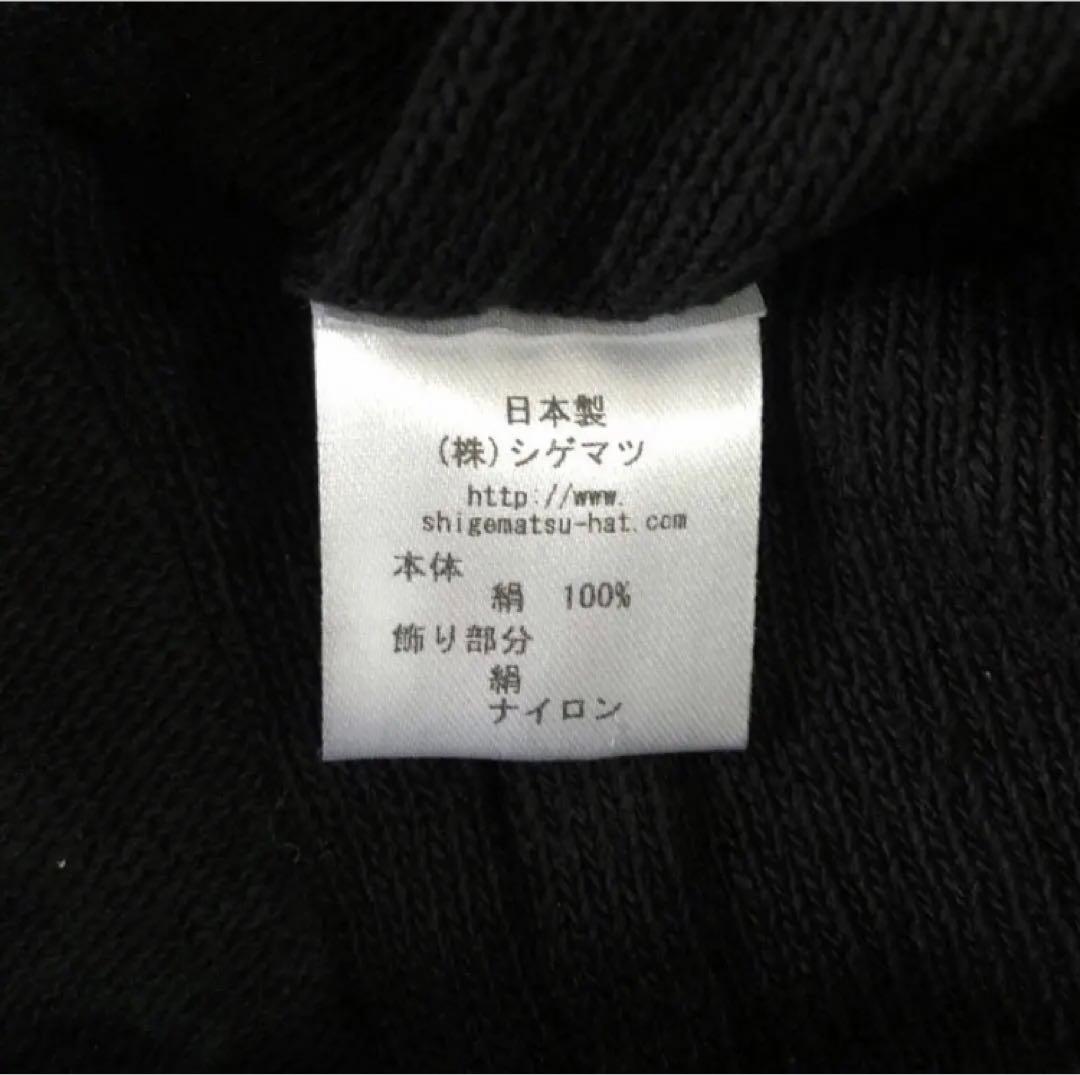 日本製
(株)シゲマツ
http://www.
shigematsu-hat.com
本体
絹 100%
飾り部分
絹
ナイロン